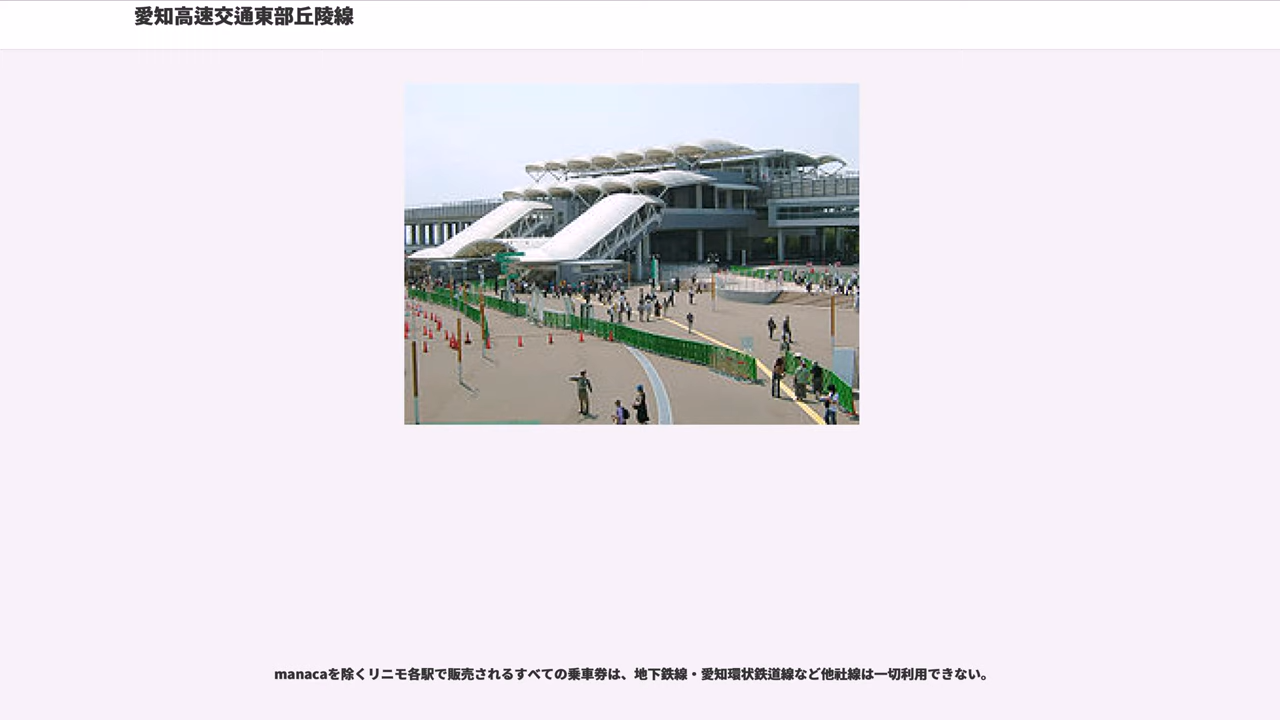 愛知高速交通東部丘陵線
manacaを除くリニモ各駅で販売されるすべての乗車券は、地下鉄線・愛知環状鉄道線など他社線は一切利用できない。